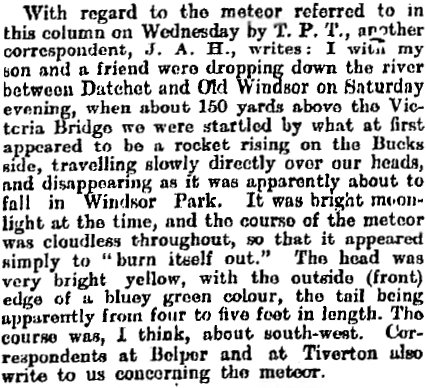 With regard to the meteor referred to in
this column on Wednesday by T. P. T., another
correspondent, J. A. H., writes: I with my
son and a friend were dropping down the river
between Datchet and Old Windsor on Saturday
evening, when about 150 yards above the Vic-
toria Bridge we were startled by what at first
appeared to be a rocket rising on the Bucks
side, travelling slowly directly over our heads,
and disappearing as it was apparently about to
fall in Windsor Park. It was bright moon-
light at the time, and the course of the meteor
was cloudless throughout, so that it appeared
simply to "burn itself out." The head was
very bright yellow, with the outside (front)
edge of a bluey green colour, the tail being
apparently from four to five feet in length. The
course was, I think, about south-west. Cor-
respondents at Belper and at Tiverton also
write to us concerning the meteor.